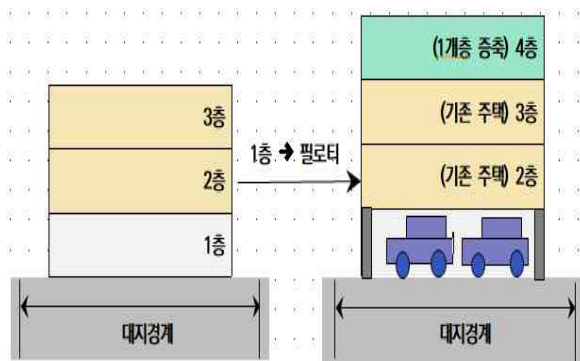 3층
2층
1층
대지경계
1층 ➔ 필로티
(1개층 증축) 4층
(기존 주택) 3층
(기존 주택) 2층
대지경계